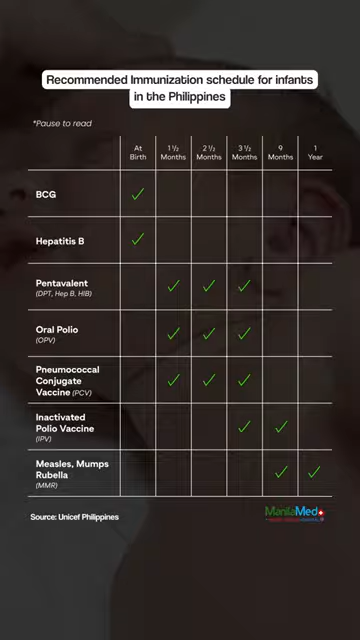 Recommended Immunization schedule for infants
in the Philippines
*Pause to read
At
Birth
1 ½
Months
2 ½
Months
3 ½
Months
9
Months
1
Year
BCG
Hepatitis B
Pentavalent
(DPT, Hep B, HIB)
Oral Polio
(OPV)
Pneumococcal
Conjugate
Vaccine (PCV)
Inactivated
Polio Vaccine
(IPV)
Measles, Mumps
Rubella
(MMR)
Source: Unicef Philippines
ManilaMed